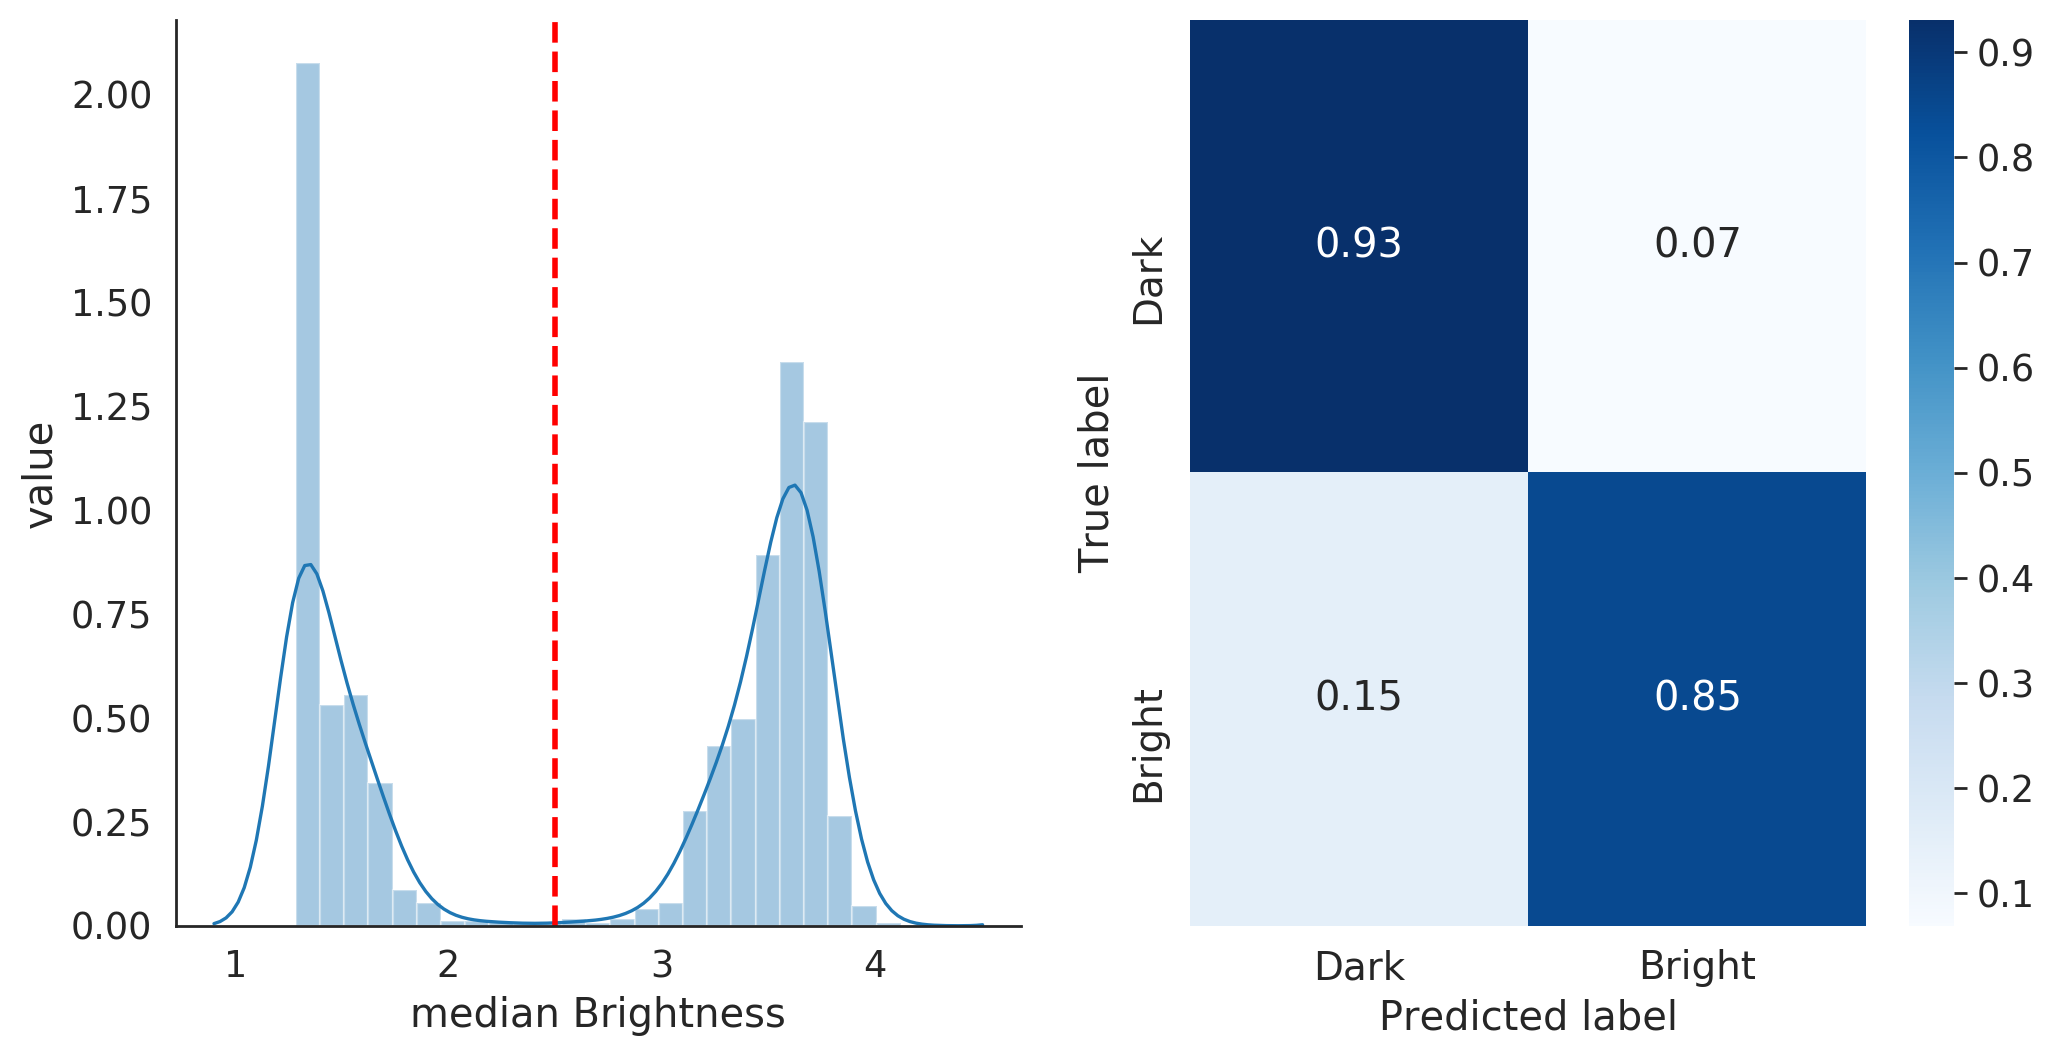 value
2.00
1.75
1.50
1.25
1.00
0.75
0.50
0.25
0.00
1 2 3 4
median Brightness
True label
Dark
Bright
0.93 0.07
0.15 0.85
Dark Bright
Predicted label
0.9
0.8
0.7
0.6
0.5
0.4
0.3
0.2
0.1